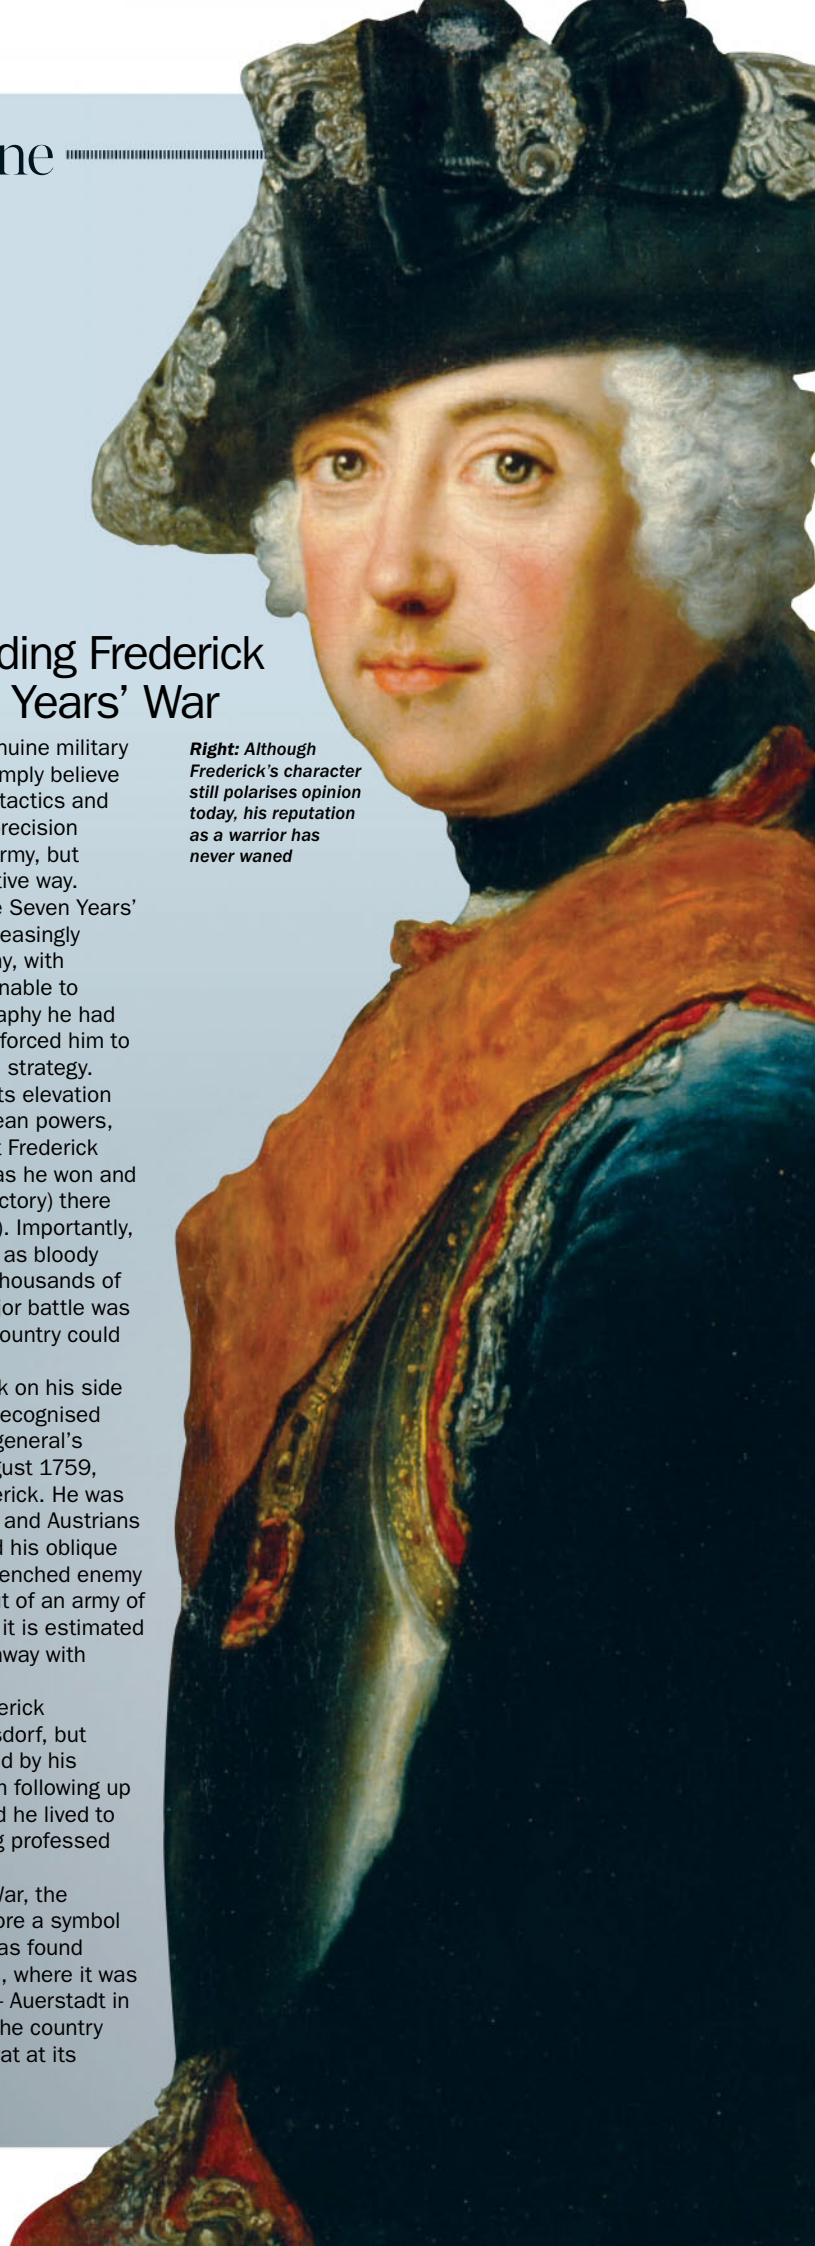 ne
ding Frederick
Years' War
nuine military
mply believe
tactics and
recision
rmy, but
tive way.
e Seven Years'
easingly
ny, with
nable to
aphy he had
forced him to
strategy.
ts elevation
ean powers,
t Frederick
as he won and
ctory) there
). Importantly,
as bloody
housands of
jor battle was
ountry could
k on his side
ecognised
general's
gust 1759,
erick. He was
and Austrians
d his oblique
enched enemy
ut of an army of
it is estimated
away with
erick
sdorf, but
d by his
n following up
d he lived to
g professed
War, the
ore a symbol
as found
, where it was
- Auerstadt in
he country
at at its
Right: Although
Frederick's character
still polarises opinion
today, his reputation
as a warrior has
never waned